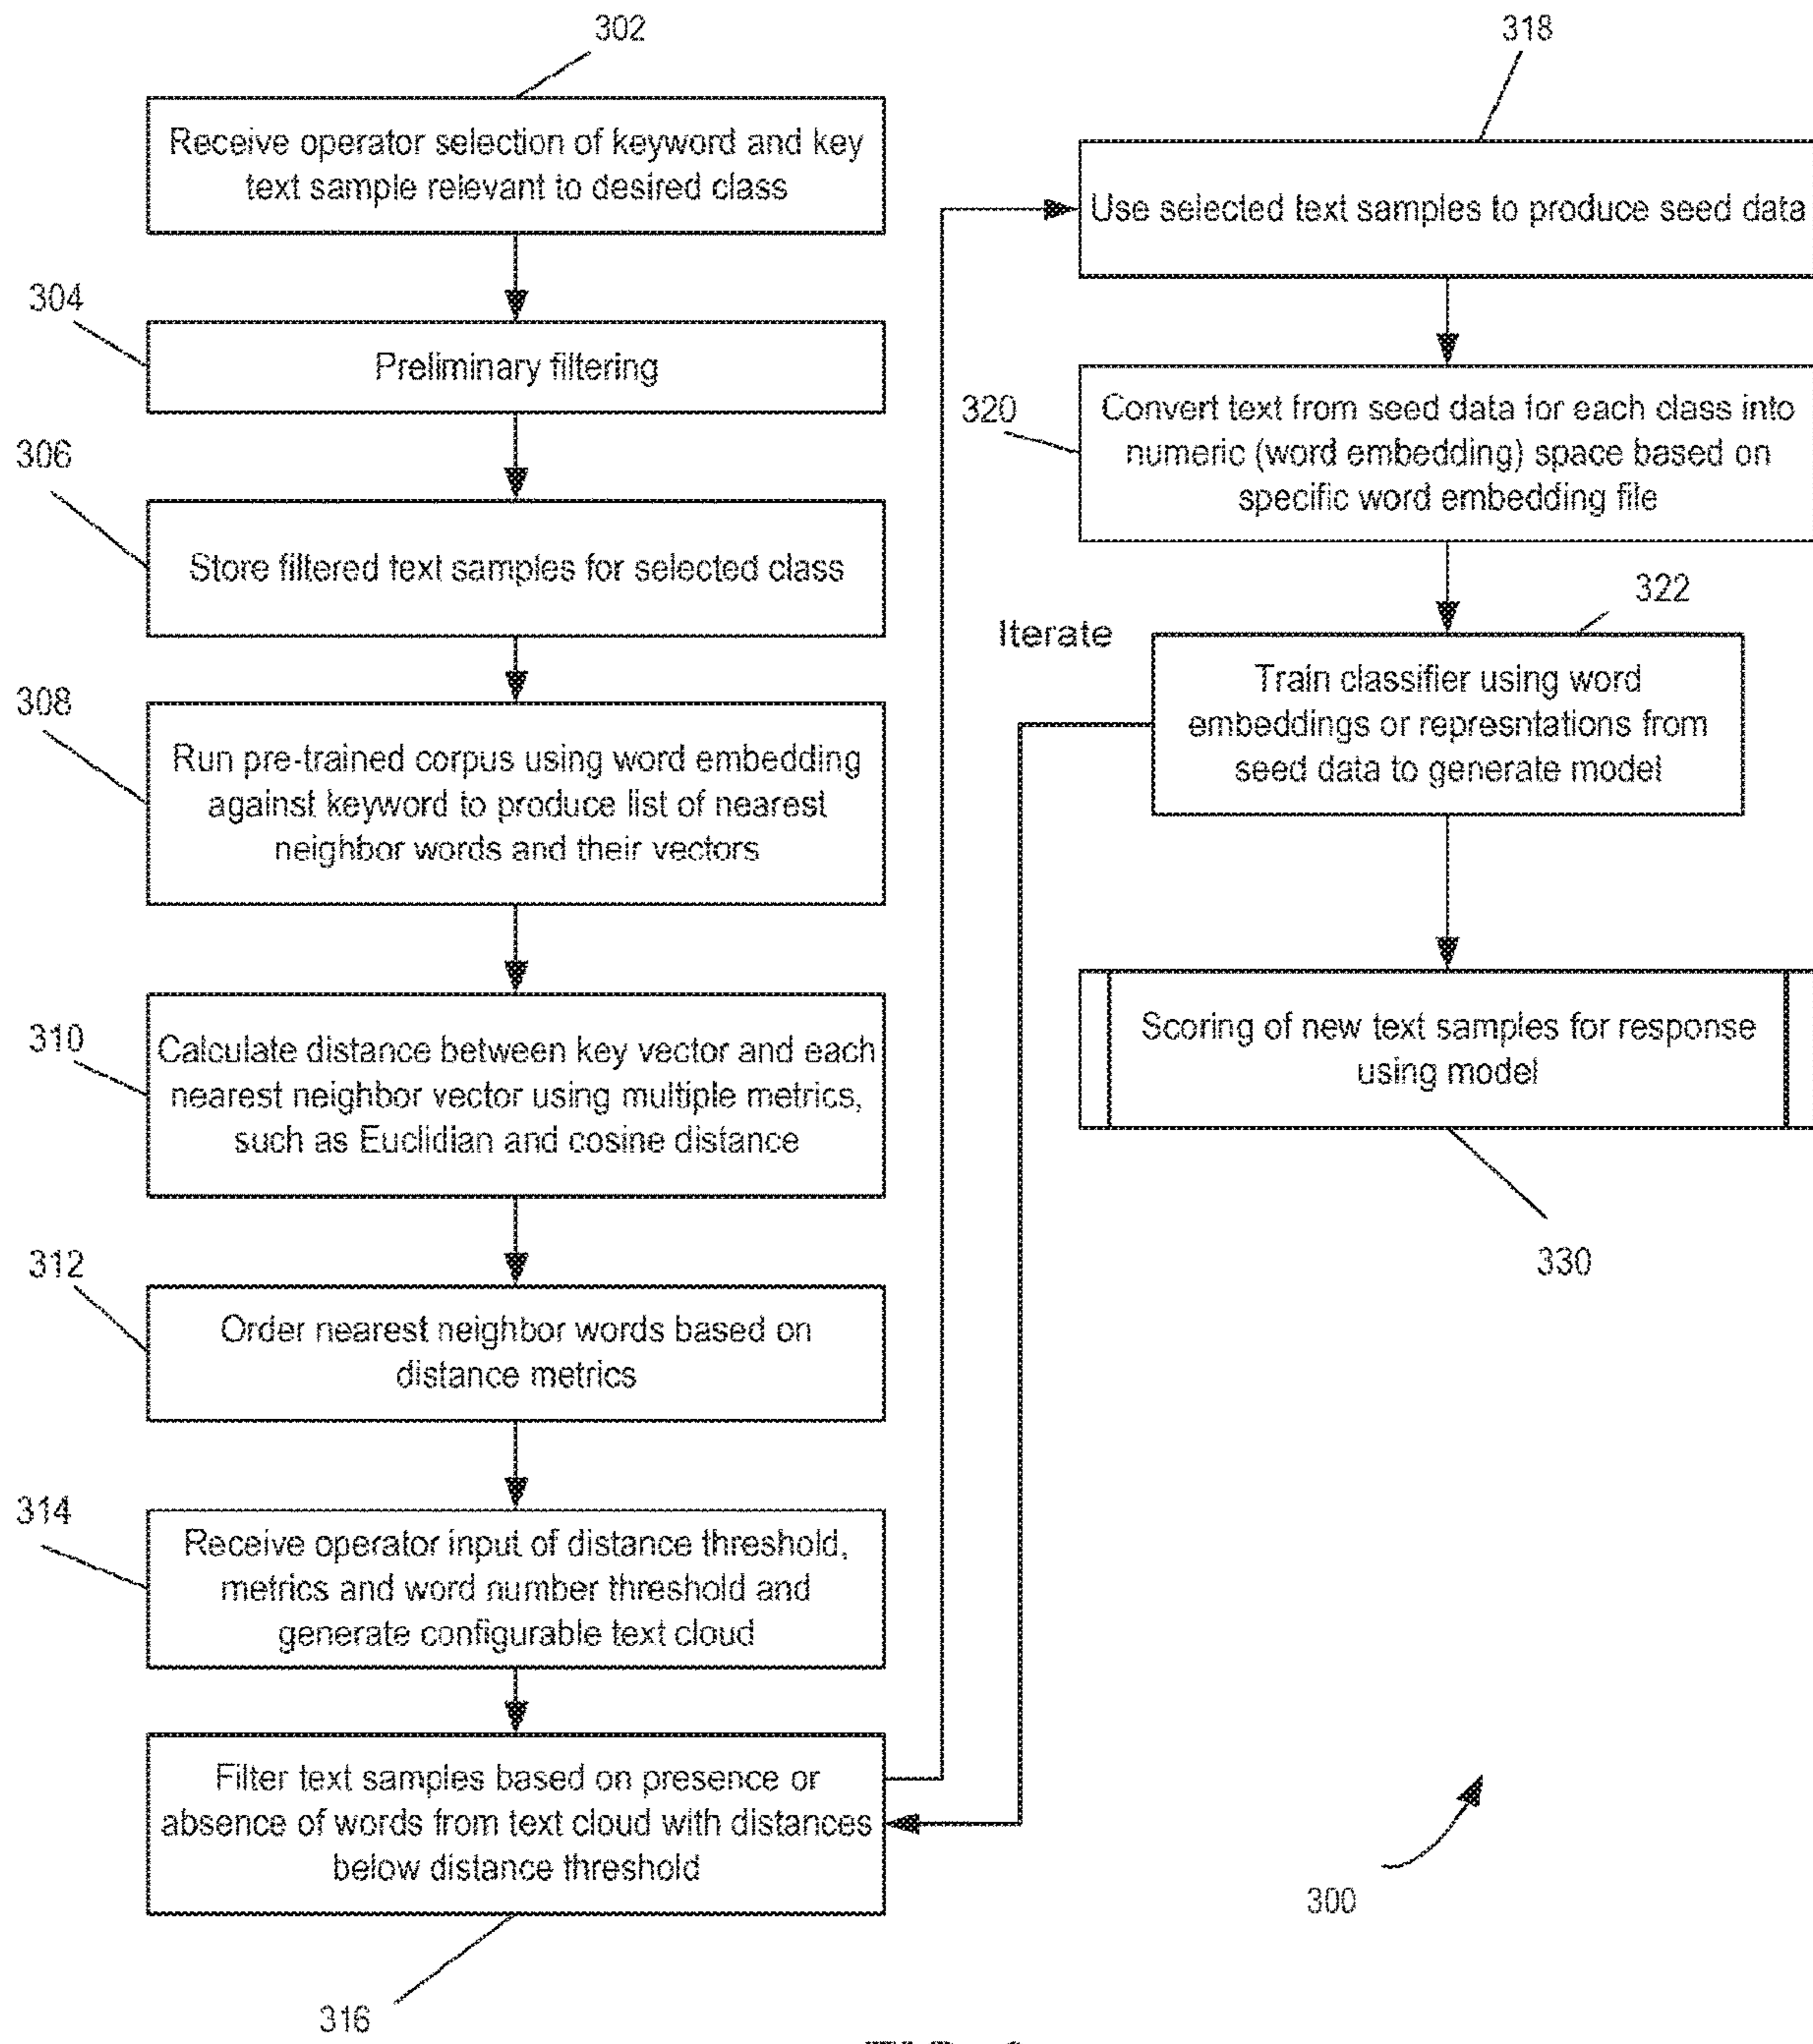 302
Receive operator selection of keyword and key
text sample relevant to desired class
304
Preliminary filtering
306
Store filtered text samples for selected class
308
Run pre-trained corpus using word embedding
against keyword to produce list of nearest
neighbor words and their vectors
310
Calculate distance between key vector and each
nearest neighbor vector using multiple metrics,
such as Euclidian and cosine distance
312
Order nearest neighbor words based on
distance metrics
314
Receive operator input of distance threshold,
metrics and word number threshold and
generate configurable text cloud
Filter text samples based on presence or
absence of words from text cloud with distances
below distance threshold
316
318
Use selected text samples to produce seed data
320
Convert text from seed data for each class into
numeric (word embedding) space based on
specific word embedding file
322
Iterate
Train classifier using word
embeddings or represntations from
seed data to generate model
Scoring of new text samples for response
using model
330
300